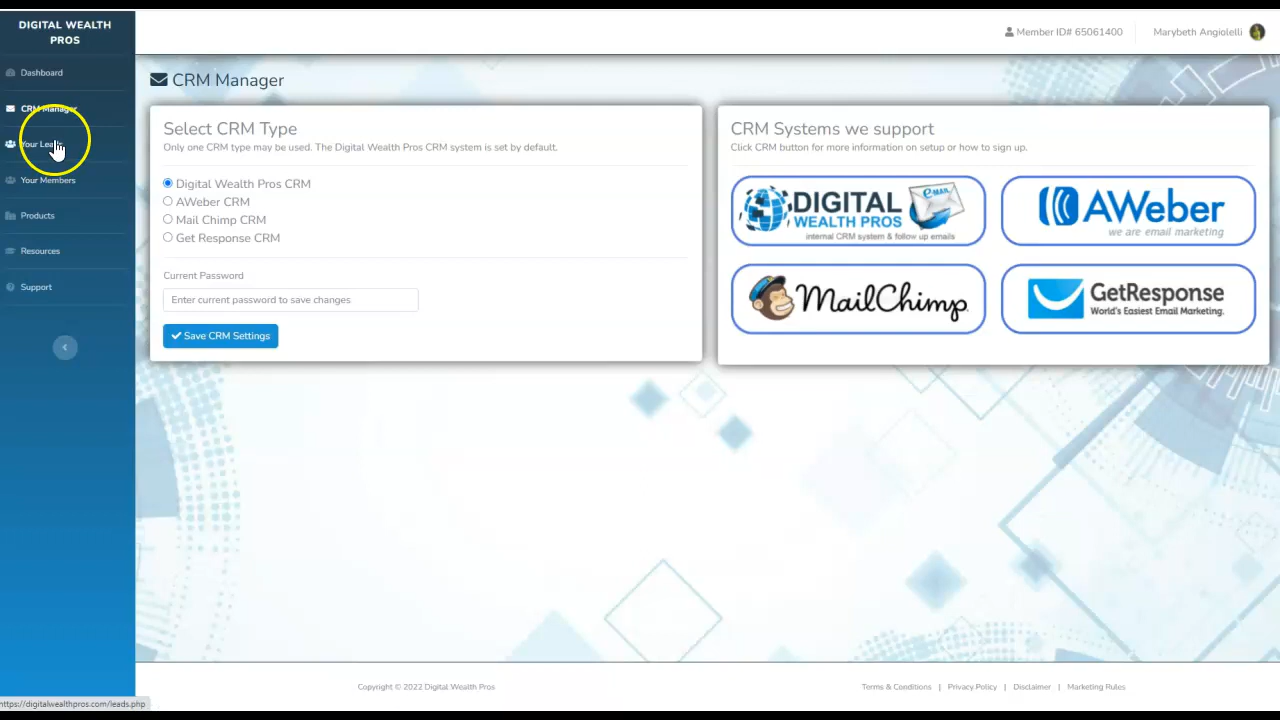 DIGITAL WEALTH
PROS
Member ID# 65061400
Marybeth Angiolelli
Dashboard
CRM Manager
Your
Your Members
Products
Resources
Support
CRM Manager
Select CRM Type
Only one CRM type may be used. The Digital Wealth Pros CRM system is set by default.
Digital Wealth Pros CRM
AWeber CRM
Mail Chimp CRM
Get Response CRM
Current Password
Enter current password to save changes
Save CRM Settings
CRM Systems we support
Click CRM button for more information on setup or how to sign up.
DIGITAL
WEALTH PROS
E-MAIL
internal CRM system & follow up emails
AWeber
we are email marketing
MailChimp
GetResponse
World's Easiest Email Marketing.
Copyright © 2022 Digital Wealth Pros
Terms & Conditions | Privacy Policy | Disclaimer | Marketing Rules
https://digitalwealthpros.com/leads.php